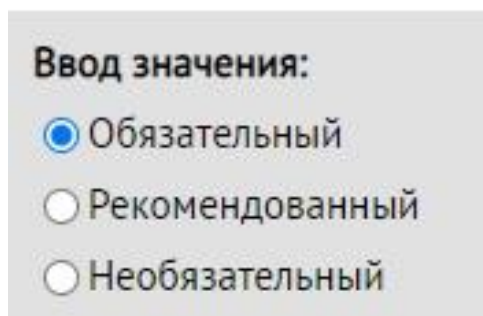 Ввод значения:
Обязательный
Рекомендованный
Необязательный